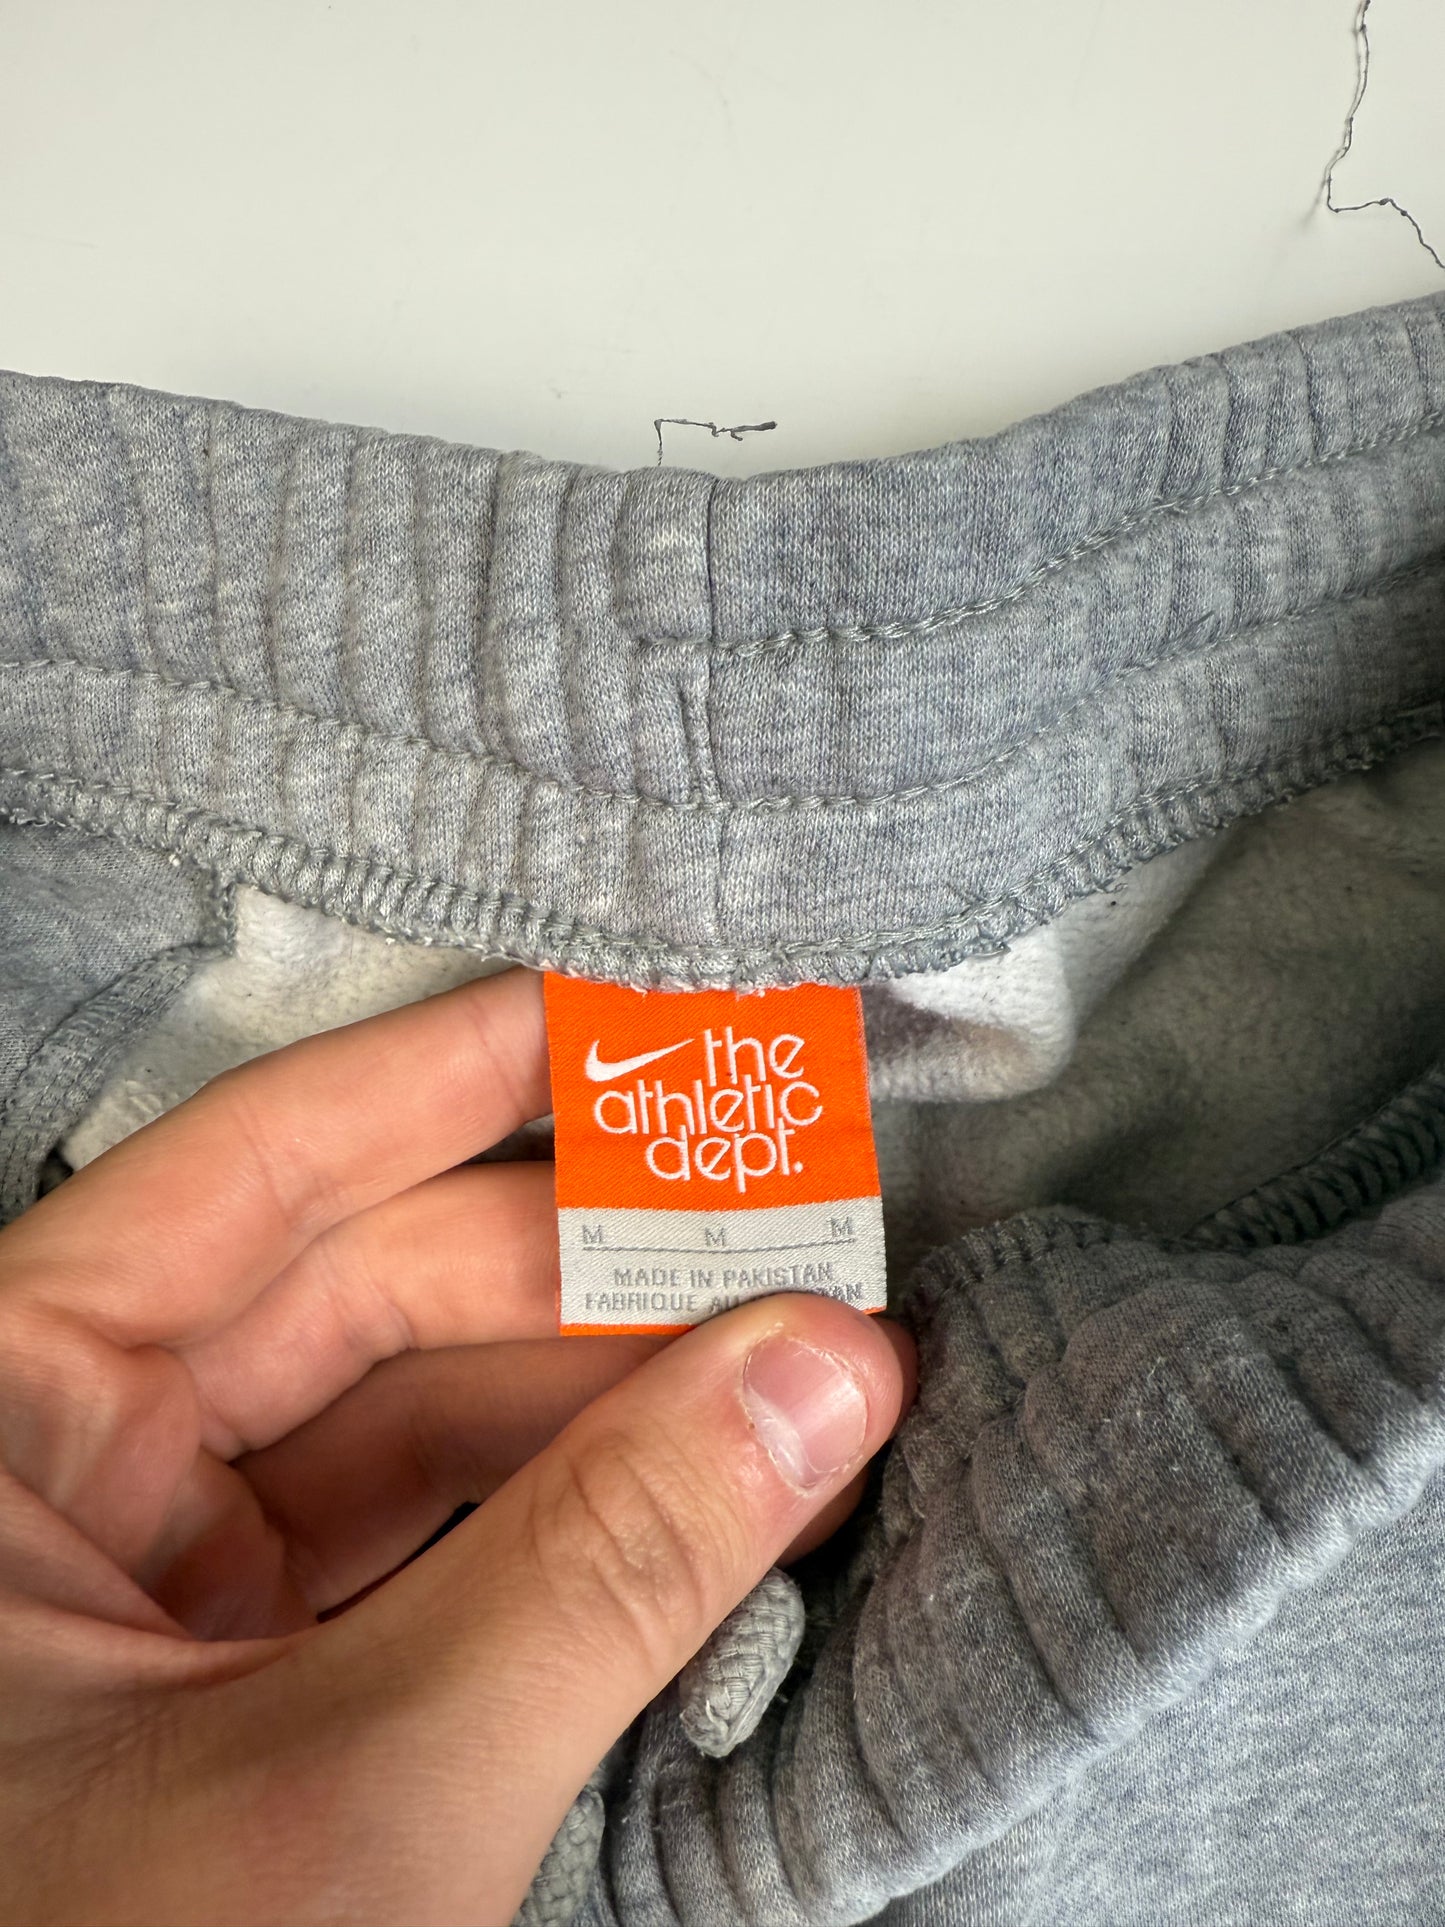 the
athletic
dept.
M M M
MADE IN PAKISTAN
FABRIQUE AU